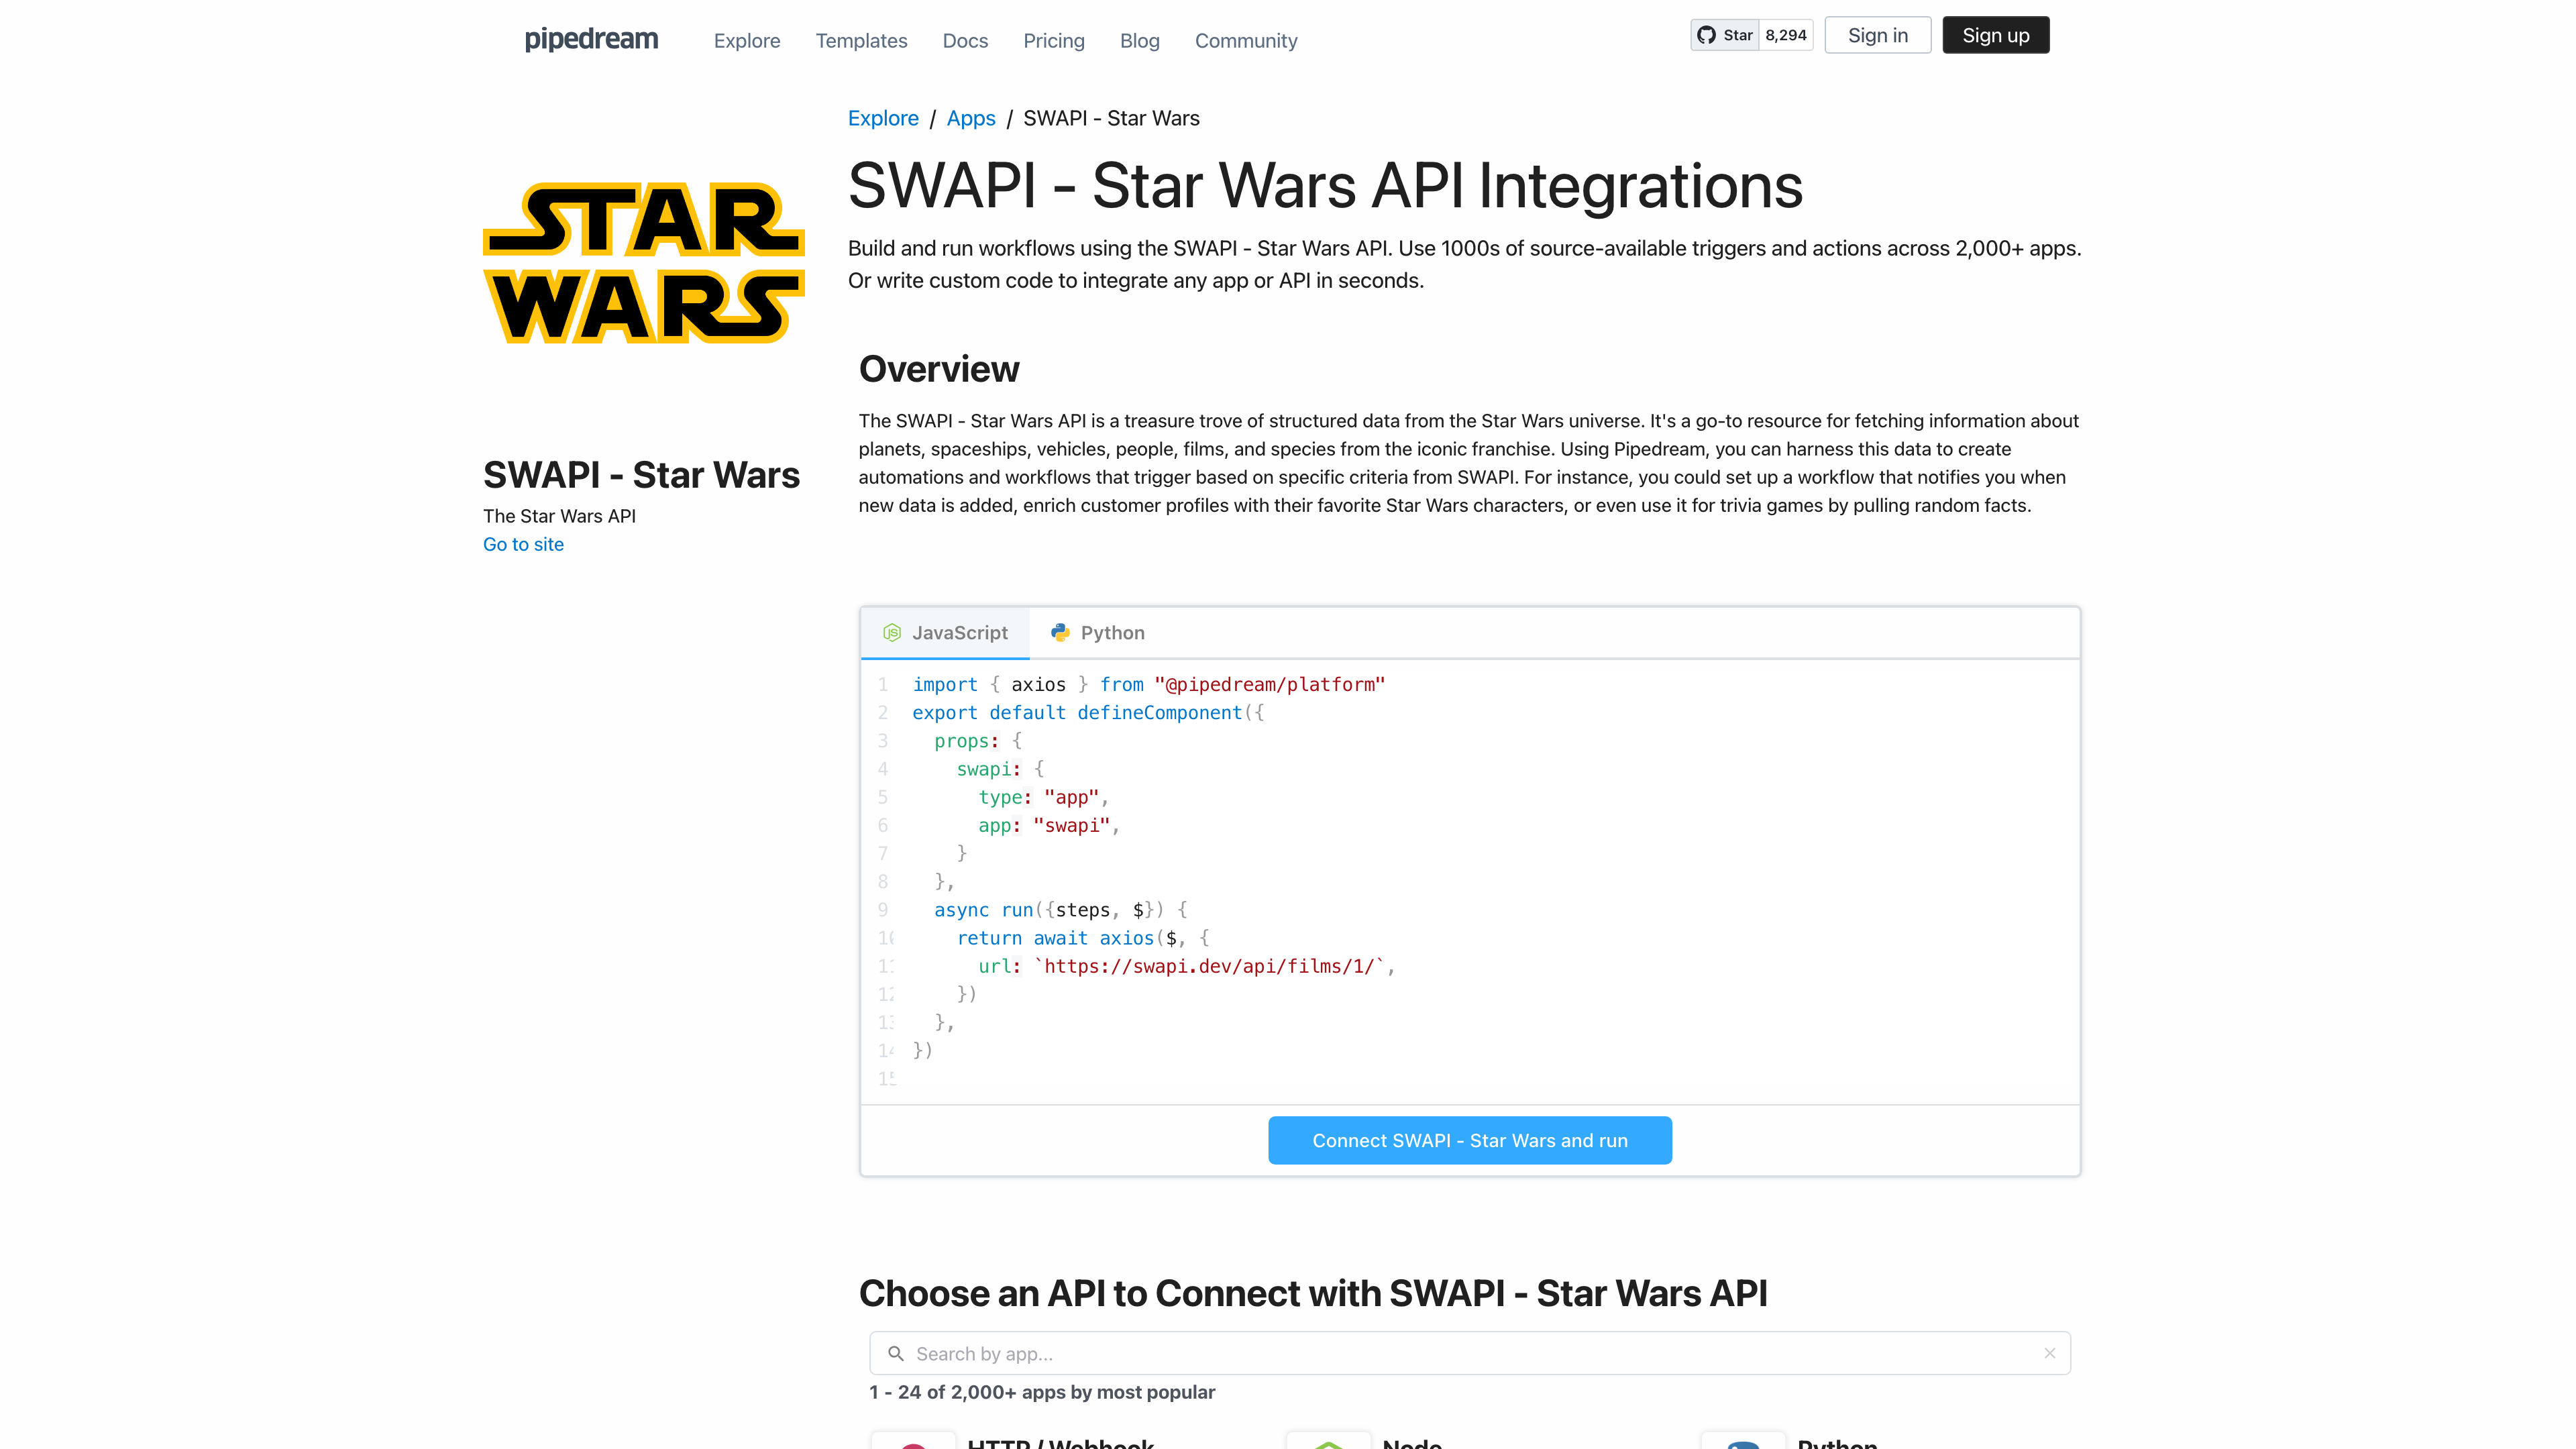 pipedream
Explore
Templates
Docs
Pricing
Blog
Community
Star
8,294
Sign in
Sign up
STAR
WARS
SWAPI - Star Wars
The Star Wars API
Go to site
Explore / Apps / SWAPI - Star Wars
SWAPI - Star Wars API Integrations
Build and run workflows using the SWAPI - Star Wars API. Use 1000s of source-available triggers and actions across 2,000+ apps.
Or write custom code to integrate any app or API in seconds.
Overview
The SWAPI - Star Wars API is a treasure trove of structured data from the Star Wars universe. It's a go-to resource for fetching information about
planets, spaceships, vehicles, people, films, and species from the iconic franchise. Using Pipedream, you can harness this data to create
automations and workflows that trigger based on specific criteria from SWAPI. For instance, you could set up a workflow that notifies you when
new data is added, enrich customer profiles with their favorite Star Wars characters, or even use it for trivia games by pulling random facts.
JavaScript
Python
1 import { axios } from "@pipedream/platform"
2 export default defineComponent({
3 props: {
4 swapi: {
5 type: "app",
6 app: "swapi",
7 }
8 },
9 async run({steps, $}) {
10 return await axios($, {
11 url: `https://swapi.dev/api/films/1/`,
12 })
13 },
14 })
15
Connect SWAPI - Star Wars and run
Choose an API to Connect with SWAPI - Star Wars API
Search by app...
1 - 24 of 2,000+ apps by most popular
HTTP / Webhook
Node
Python